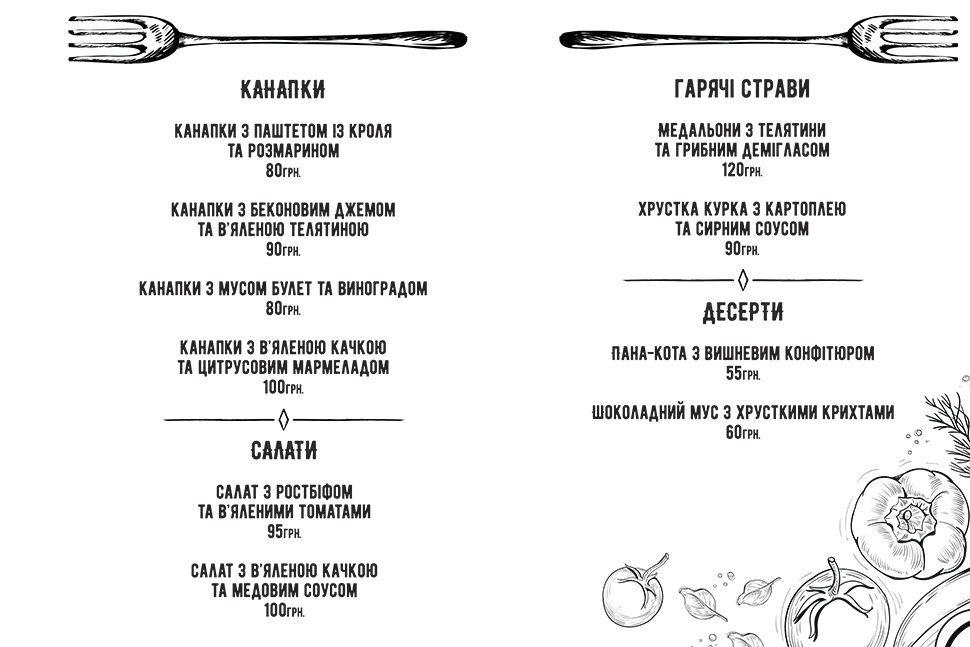 КАНАПКИ
КАНАПКИ З ПАШТЕТОМ ІЗ КРОЛЯ
ТА РОЗМАРИНОМ
80ГРН.
КАНАПКИ З БЕКОНОВИМ ДЖЕМОМ
ТА В'ЯЛЕНОЮ ТЕЛЯТИНОЮ
90ГРН.
КАНАПКИ З МУСОМ БУЛЕТ ТА ВИНОГРАДОМ
80ГРН.
КАНАПКИ З В'ЯЛЕНОЮ КАЧКОЮ
ТА ЦИТРУСОВИМ МАРМЕЛАДОМ
100ГРН.
САЛАТИ
САЛАТ З РОСТБІФОМ
ТА В'ЯЛЕНИМИ ТОМАТАМИ
95ГРН.
САЛАТ З В'ЯЛЕНОЮ КАЧКОЮ
ТА МЕДОВИМ СОУСОМ
100ГРН.
ГАРЯЧІ СТРАВИ
МЕДАЛЬОНИ З ТЕЛЯТИНИ
ТА ГРИБНИМ ДЕМІГЛАСОМ
120ГРН.
ХРУСТКА КУРКА З КАРТОПЛЕЮ
ТА СИРНИМ СОУСОМ
90ГРН.
ДЕСЕРТИ
ПАНА-КОТА З ВИШНЕВИМ КОНФІТЮРОМ
55ГРН.
ШОКОЛАДНИЙ МУС З ХРУСТКИМИ КРИХТАМИ
60ГРН.